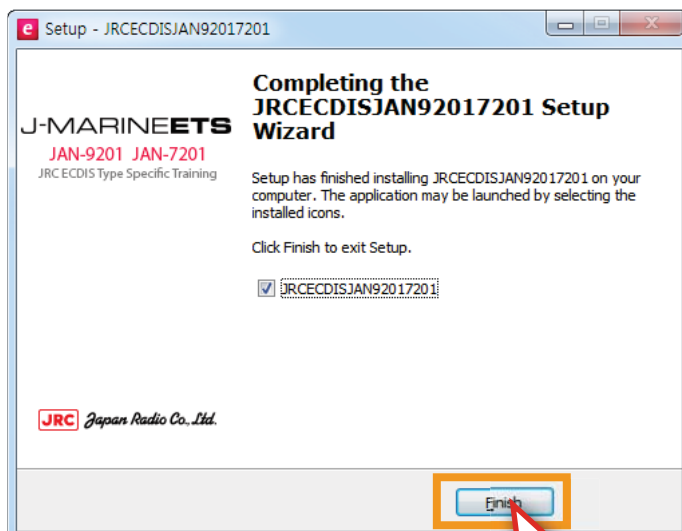 e Setup - JRCECDISJAN92017201
Completing the
JRCECDISJAN92017201 Setup
Wizard
J-MARINEETS
JAN-9201 JAN-7201
JRC ECDIS Type Specific Training
Setup has finished installing JRCECDISJAN92017201 on your
computer. The application may be launched by selecting the
installed icons.
Click Finish to exit Setup.
JRCECDISJAN92017201
JRC Japan Radio Co., Ltd.
Finish